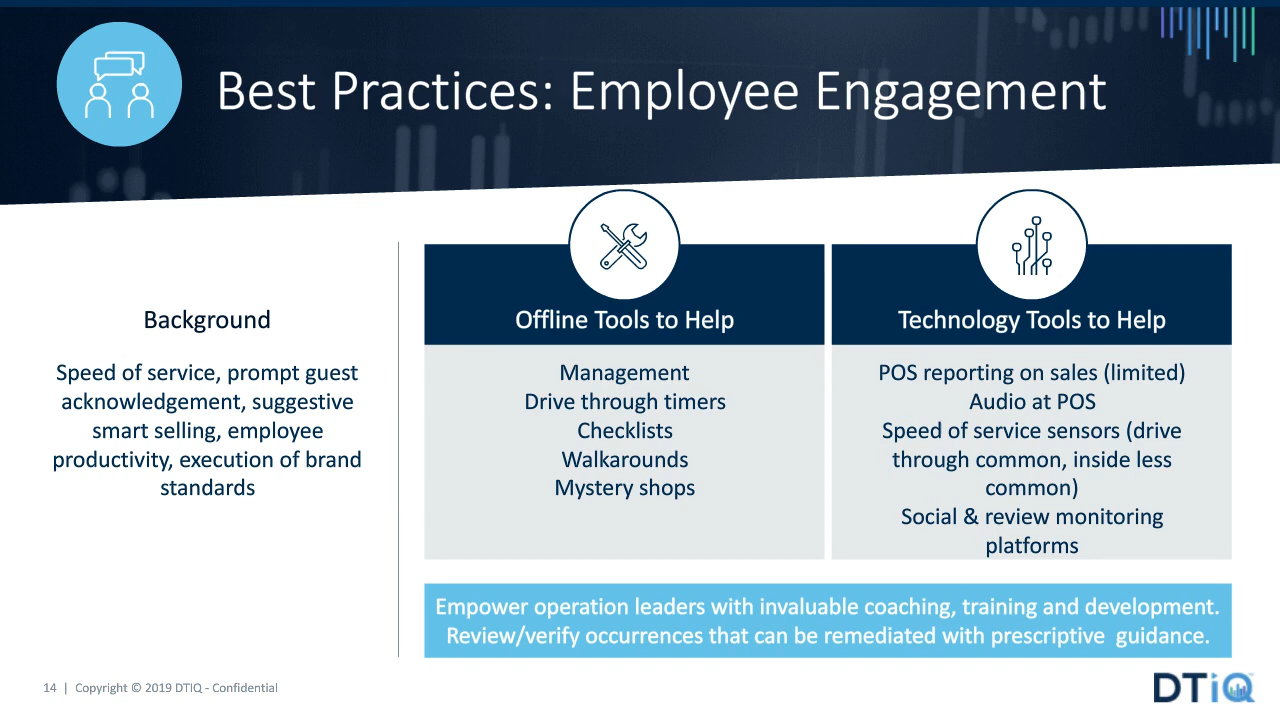 Best Practices: Employee Engagement
Background
Speed of service, prompt guest
acknowledgement, suggestive
smart selling, employee
productivity, execution of brand
standards
Offline Tools to Help
Management
Drive through timers
Checklists
Walkarounds
Mystery shops
Technology Tools to Help
POS reporting on sales (limited)
Audio at POS
Speed of service sensors (drive
through common, inside less
common)
Social & review monitoring
platforms
Empower operation leaders with invaluable coaching, training and development.
Review/verify occurrences that can be remediated with prescriptive  guidance.
14 | Copyright © 2019 DTIQ - Confidential
DTiQ